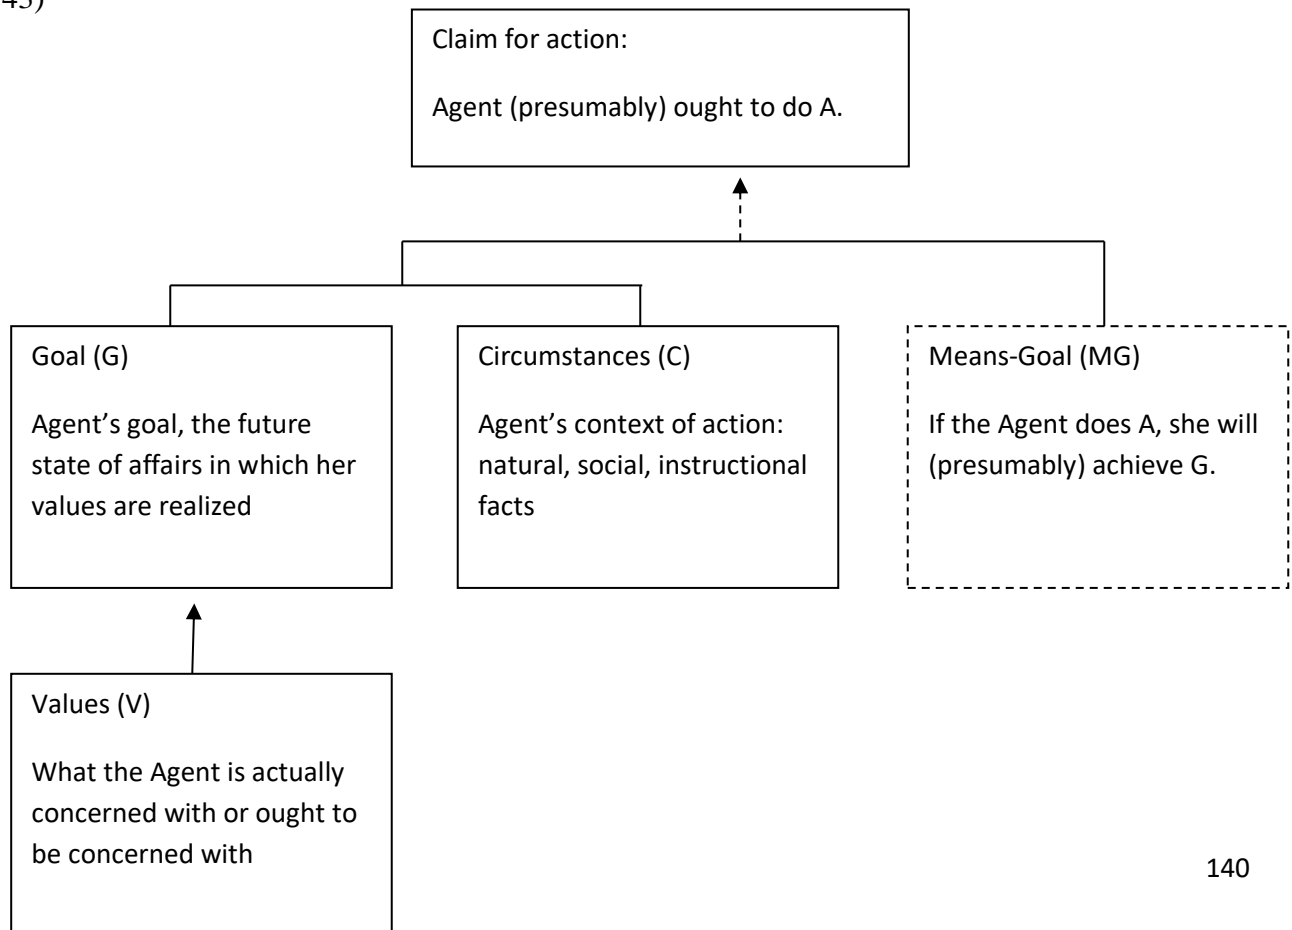 45)
Claim for action:
Agent (presumably) ought to do A.
Goal (G)
Agent’s goal, the future
state of affairs in which her
values are realized
Circumstances (C)
Agent’s context of action:
natural, social, instructional
facts
Means-Goal (MG)
If the Agent does A, she will
(presumably) achieve G.
Values (V)
What the Agent is actually
concerned with or ought to
be concerned with
140